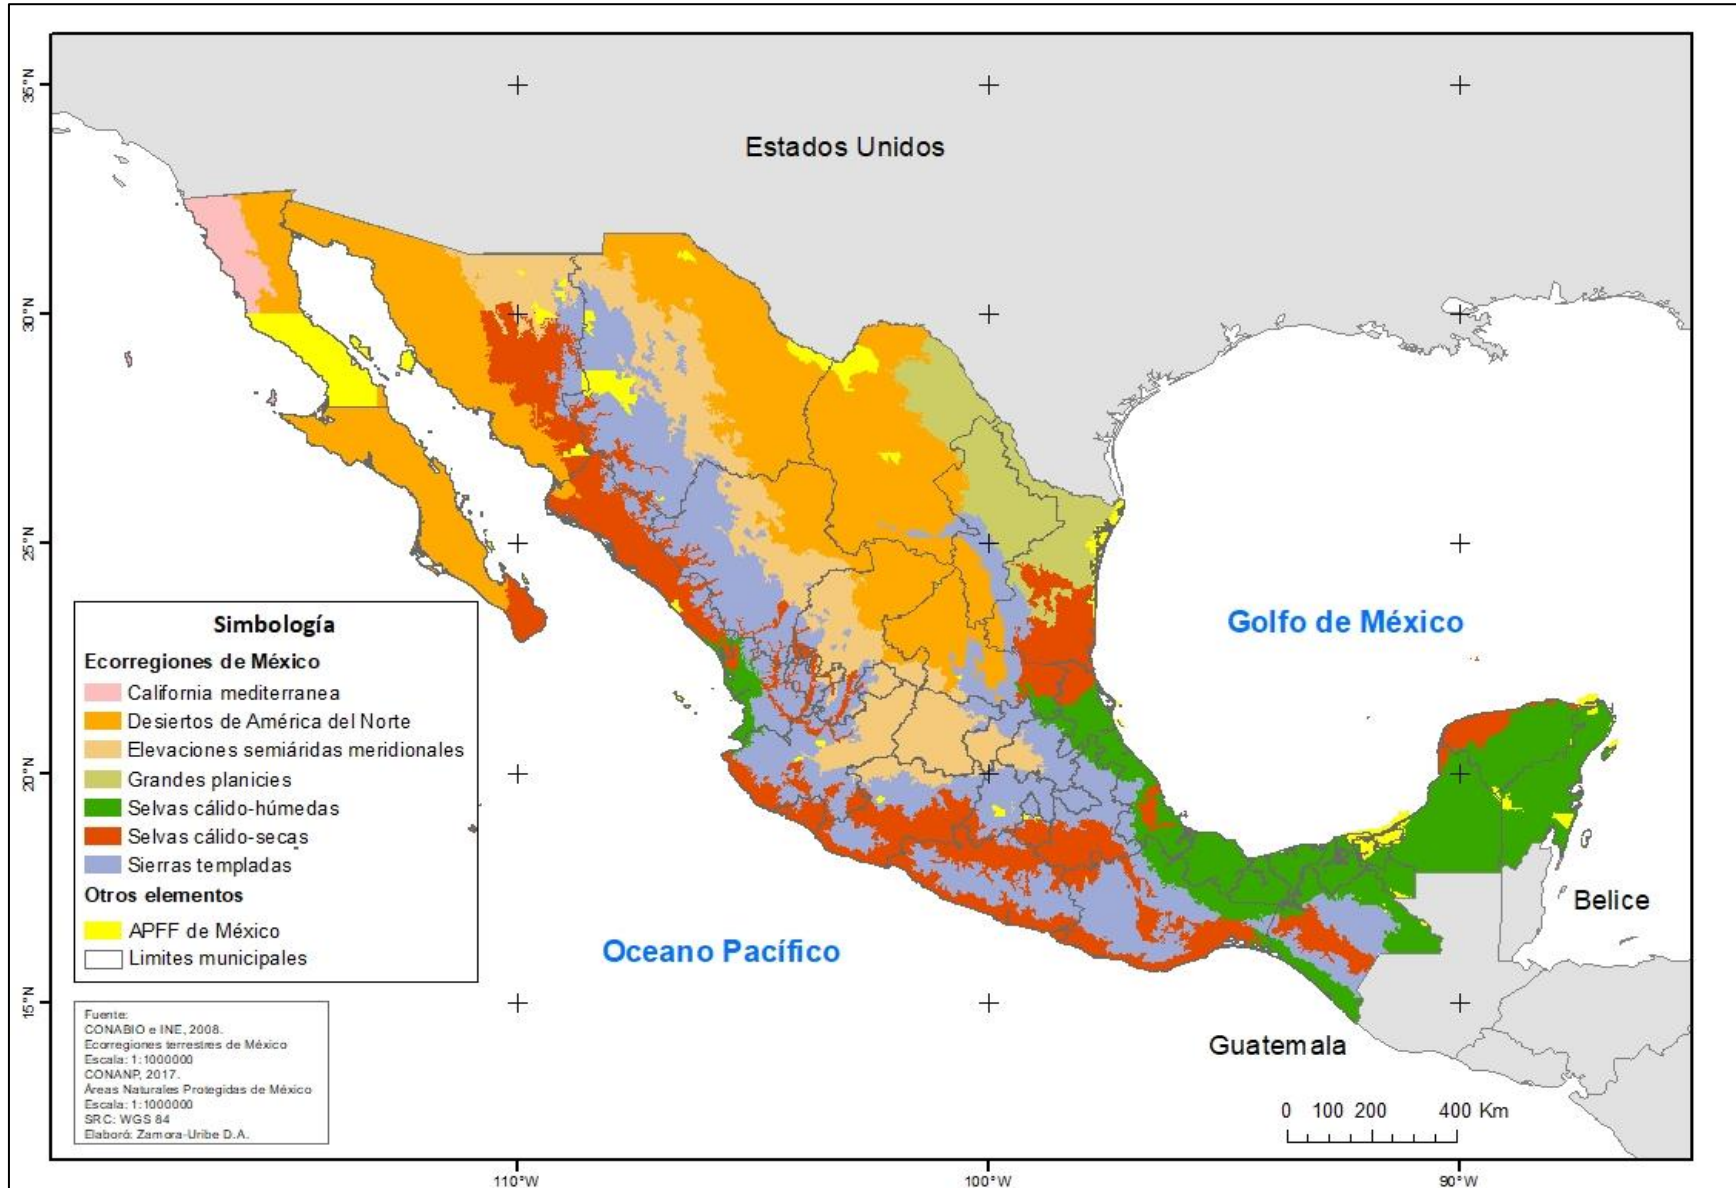 35°N
30°N
25°N
20°N
15°N
Estados Unidos
Golfo de México
Oceano Pacífico
Belice
Guatemala
Simbología
Ecorregiones de México
California mediterranea
Desiertos de América del Norte
Elevaciones semiáridas meridionales
Grandes planicies
Selvas cálido-húmedas
Selvas cálido-secas
Sierras templadas
Otros elementos
APFF de México
Limites municipales
Fuente:
CONABIO e INE, 2008.
Ecorregiones terrestres de México
Escala: 1:1000000
CONANP, 2017.
Áreas Naturales Protegidas de México
Escala: 1:1000000
SRC: WGS 84
Elaboró: Zamora-Uribe D.A.
0 100 200 400 Km
110°W
100°W
90°W